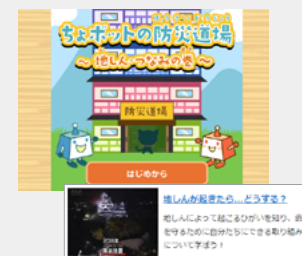 ちょボットの防災道場
～地しん・つなみの巻～
防災道場
はじめから
地しんが起きたら…どうする？
地しんによって起こるひがいを知り、
を守るために自分たちにできる取り組み
について学ぼう！